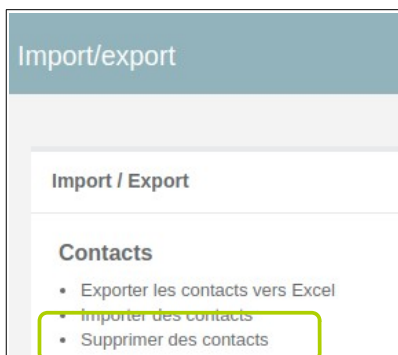 Import/export
Import / Export
Contacts
• Exporter les contacts vers Excel
• Importer des contacts
• Supprimer des contacts